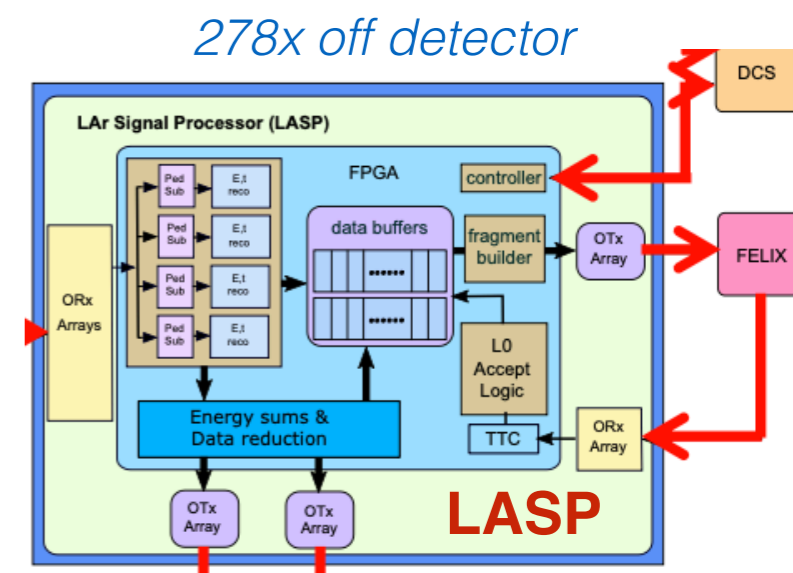 278x off detector
DCS
LAr Signal Processor (LASP)
FPGA
controller
Ped
Sub
E,t
reco
Ped
Sub
E,t
reco
Ped
Sub
E,t
reco
Ped
Sub
E,t
reco
data buffers
......
......
fragment
builder
OTx
Array
FELIX
ORx
Arrays
L0
Accept
Logic
Energy sums &
Data reduction
TTC
ORx
Array
OTx
Array
OTx
Array
LASP